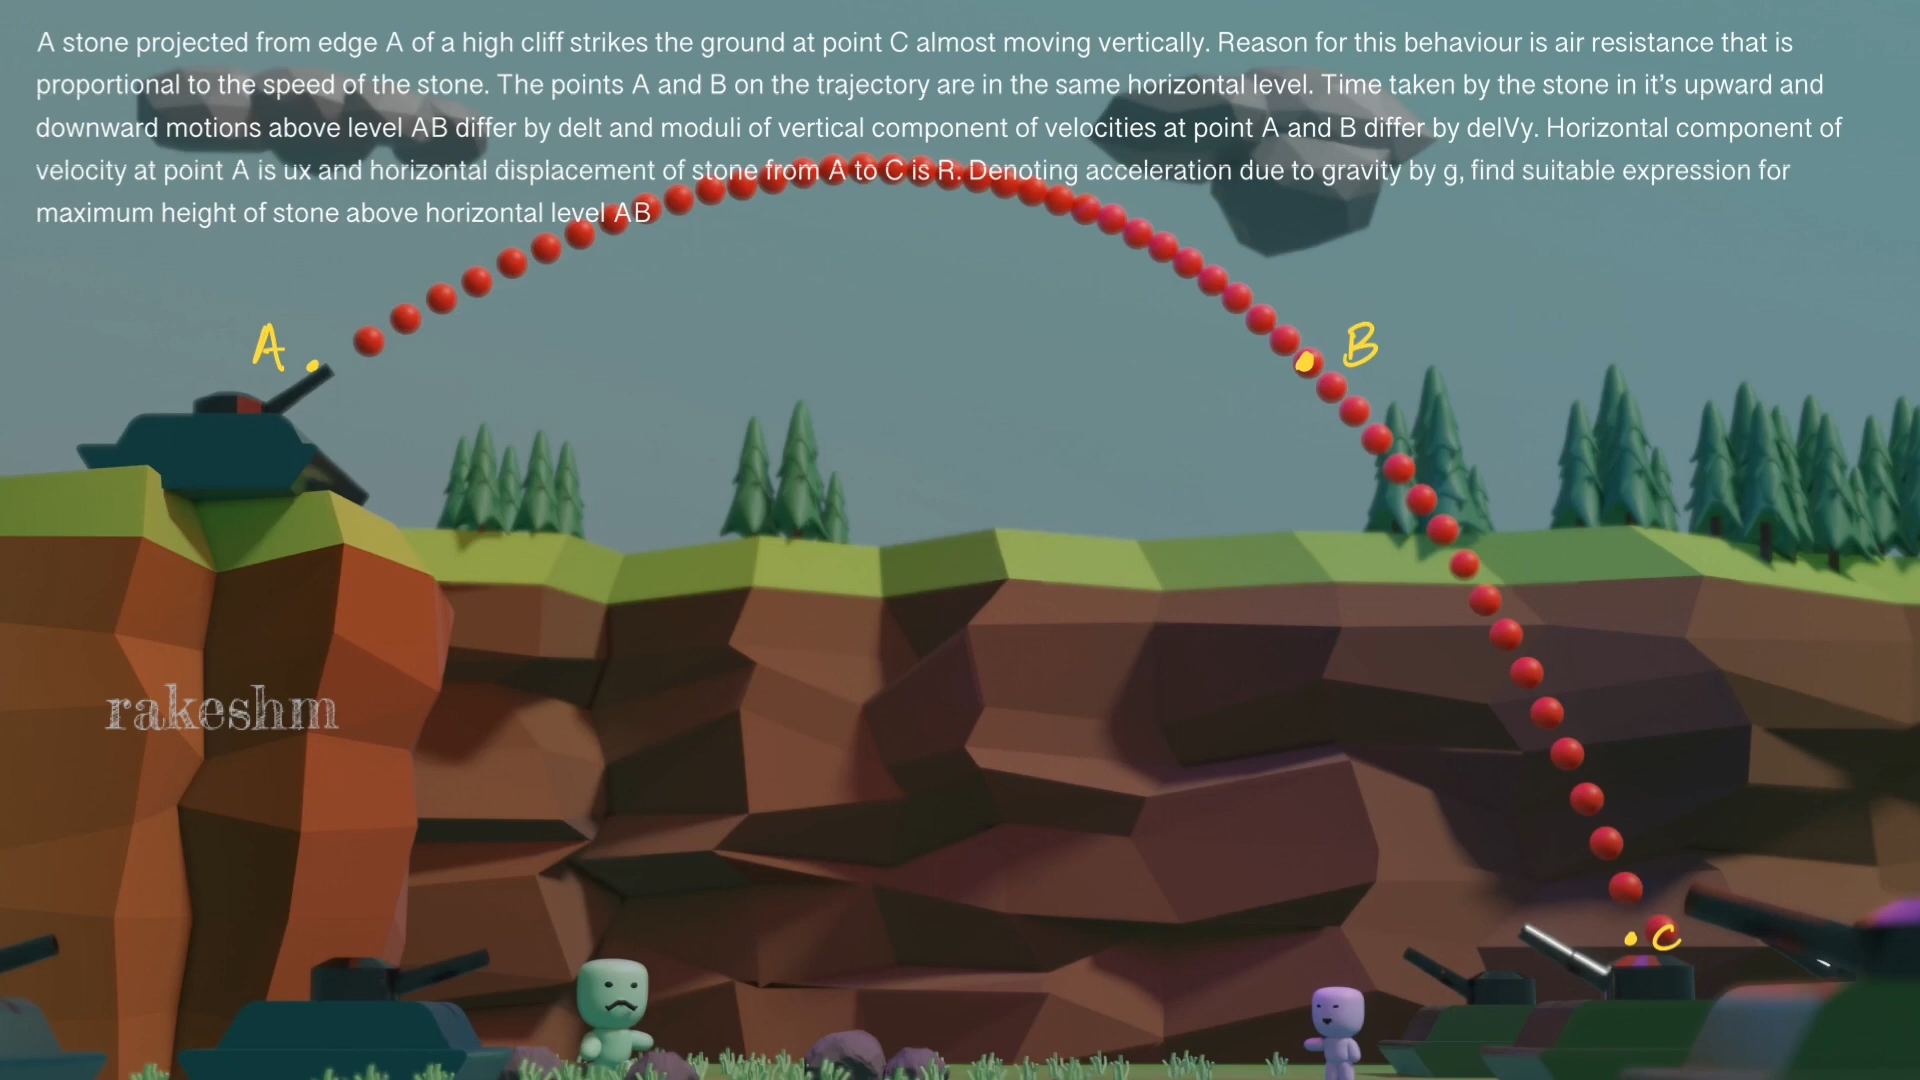 A stone projected from edge A of a high cliff strikes the ground at point C almost moving vertically. Reason for this behaviour is air resistance that is
proportional to the speed of the stone. The points A and B on the trajectory are in the same horizontal level. Time taken by the stone in it's upward and
downward motions above level AB differ by delt and moduli of vertical component of velocities at point A and B differ by delVy. Horizontal component of
velocity at point A is ux and horizontal displacement of stone from A to C is R. Denoting acceleration due to gravity by g, find suitable expression for
maximum height of stone above horizontal level AB
A
B
rakeshm
C